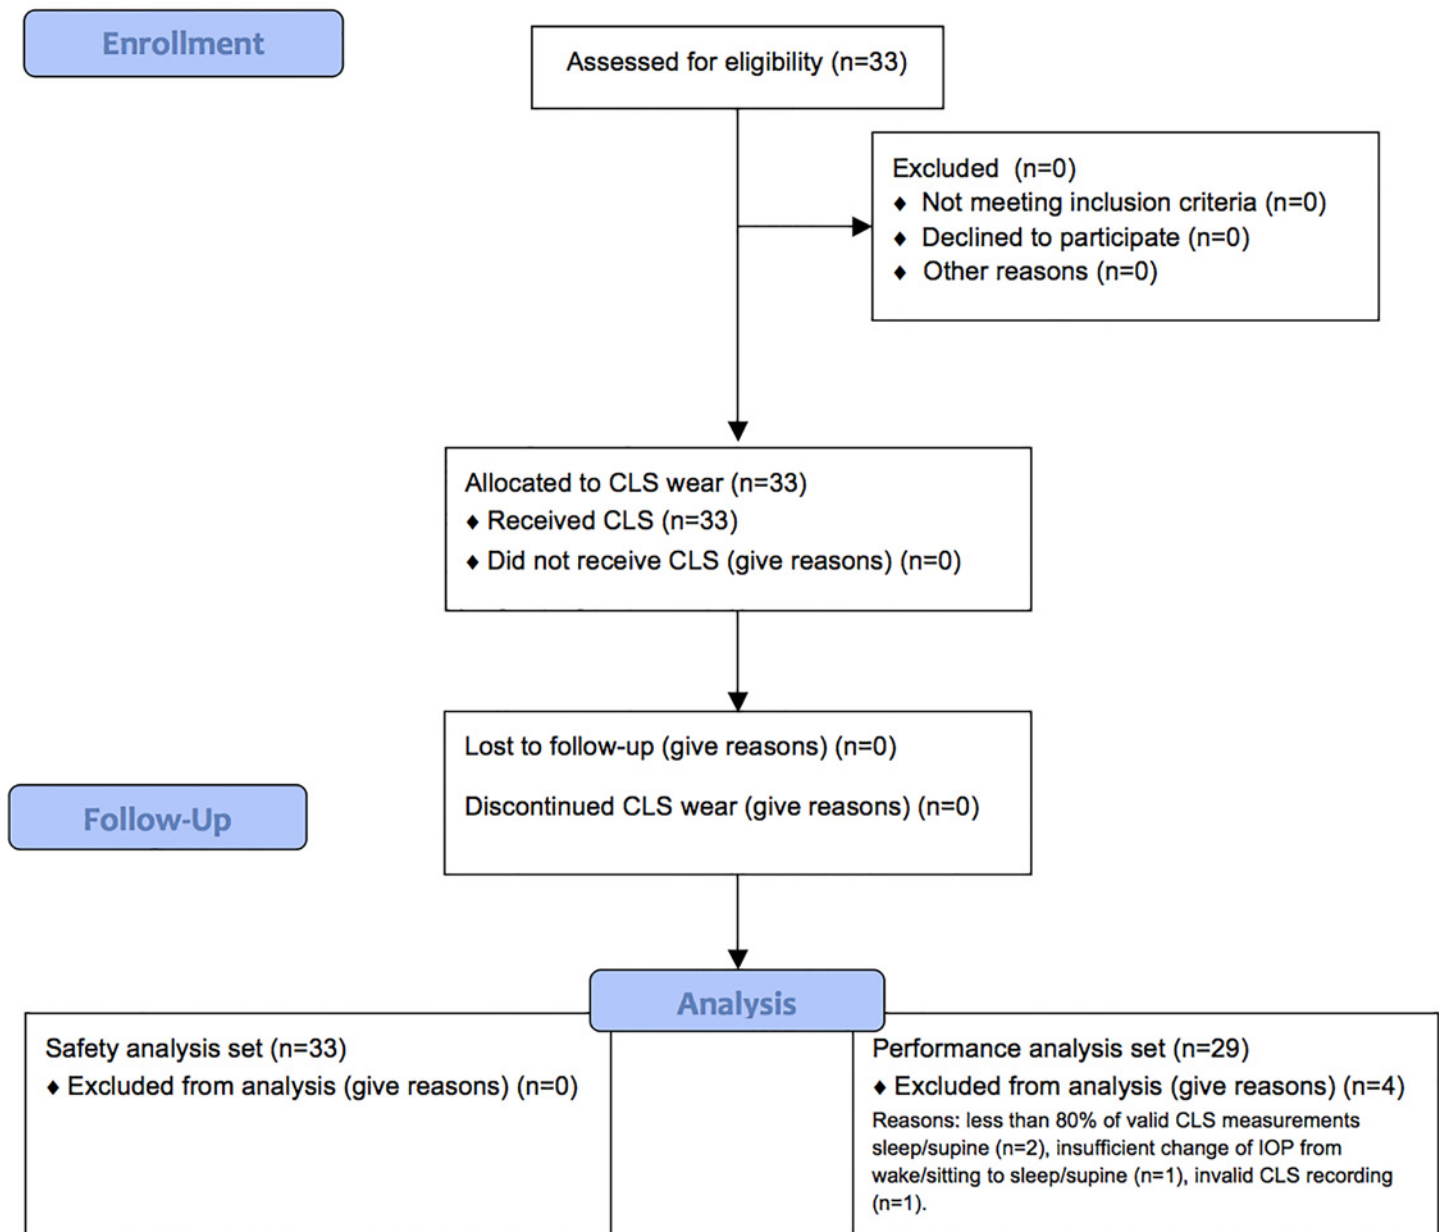 Enrollment
Assessed for eligibility (n=33)
Excluded (n=0)
♦ Not meeting inclusion criteria (n=0)
♦ Declined to participate (n=0)
♦ Other reasons (n=0)
Allocated to CLS wear (n=33)
♦ Received CLS (n=33)
♦ Did not receive CLS (give reasons) (n=0)
Lost to follow-up (give reasons) (n=0)
Discontinued CLS wear (give reasons) (n=0)
Follow-Up
Analysis
Safety analysis set (n=33)
♦ Excluded from analysis (give reasons) (n=0)
Performance analysis set (n=29)
♦ Excluded from analysis (give reasons) (n=4)
Reasons: less than 80% of valid CLS measurements
sleep/supine (n=2), insufficient change of IOP from
wake/sitting to sleep/supine (n=1), invalid CLS recording
(n=1).